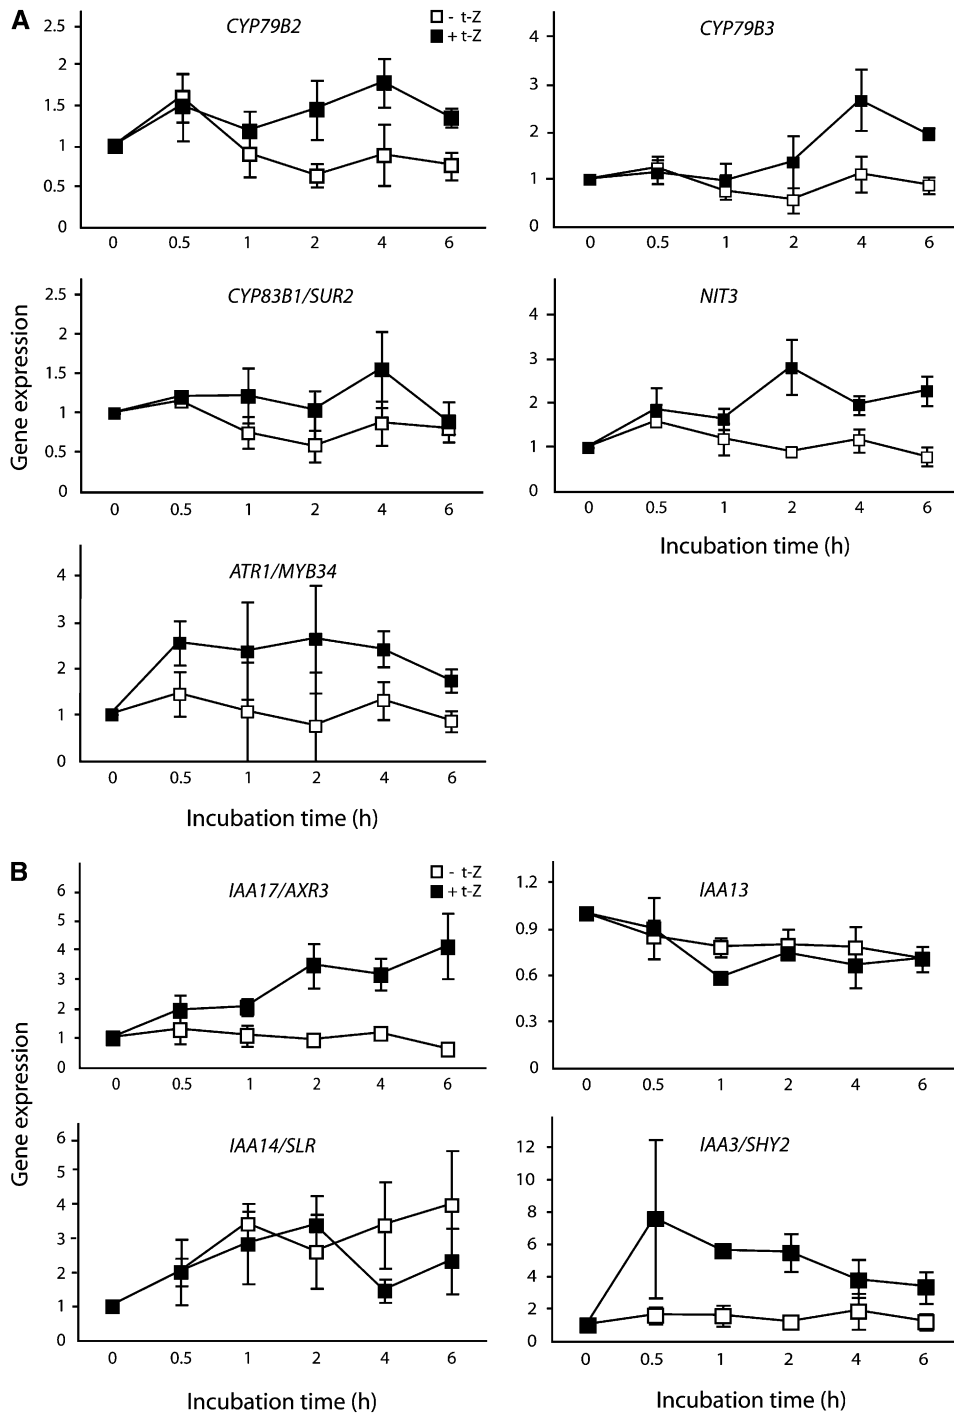 A
CYP79B2
- t-Z
+ t-Z
2.5
2
1.5
1
0.5
0
0 0.5 1 2 4 6
CYP79B3
4
3
2
1
0
0 0.5 1 2 4 6
Gene expression
CYP83B1/SUR2
2.5
2
1.5
1
0.5
0
0 0.5 1 2 4 6
NIT3
4
3
2
1
0
0 0.5 1 2 4 6
Incubation time (h)
ATR1/MYB34
4
3
2
1
0
0 0.5 1 2 4 6
Incubation time (h)
B
IAA17/AXR3
- t-Z
+ t-Z
6
5
4
3
2
1
0
0 0.5 1 2 4 6
IAA13
1.2
0.9
0.6
0.3
0
0 0.5 1 2 4 6
Gene expression
IAA14/SLR
6
5
4
3
2
1
0
0 0.5 1 2 4 6
Incubation time (h)
IAA3/SHY2
12
10
8
6
4
2
0
0 0.5 1 2 4 6
Incubation time (h)